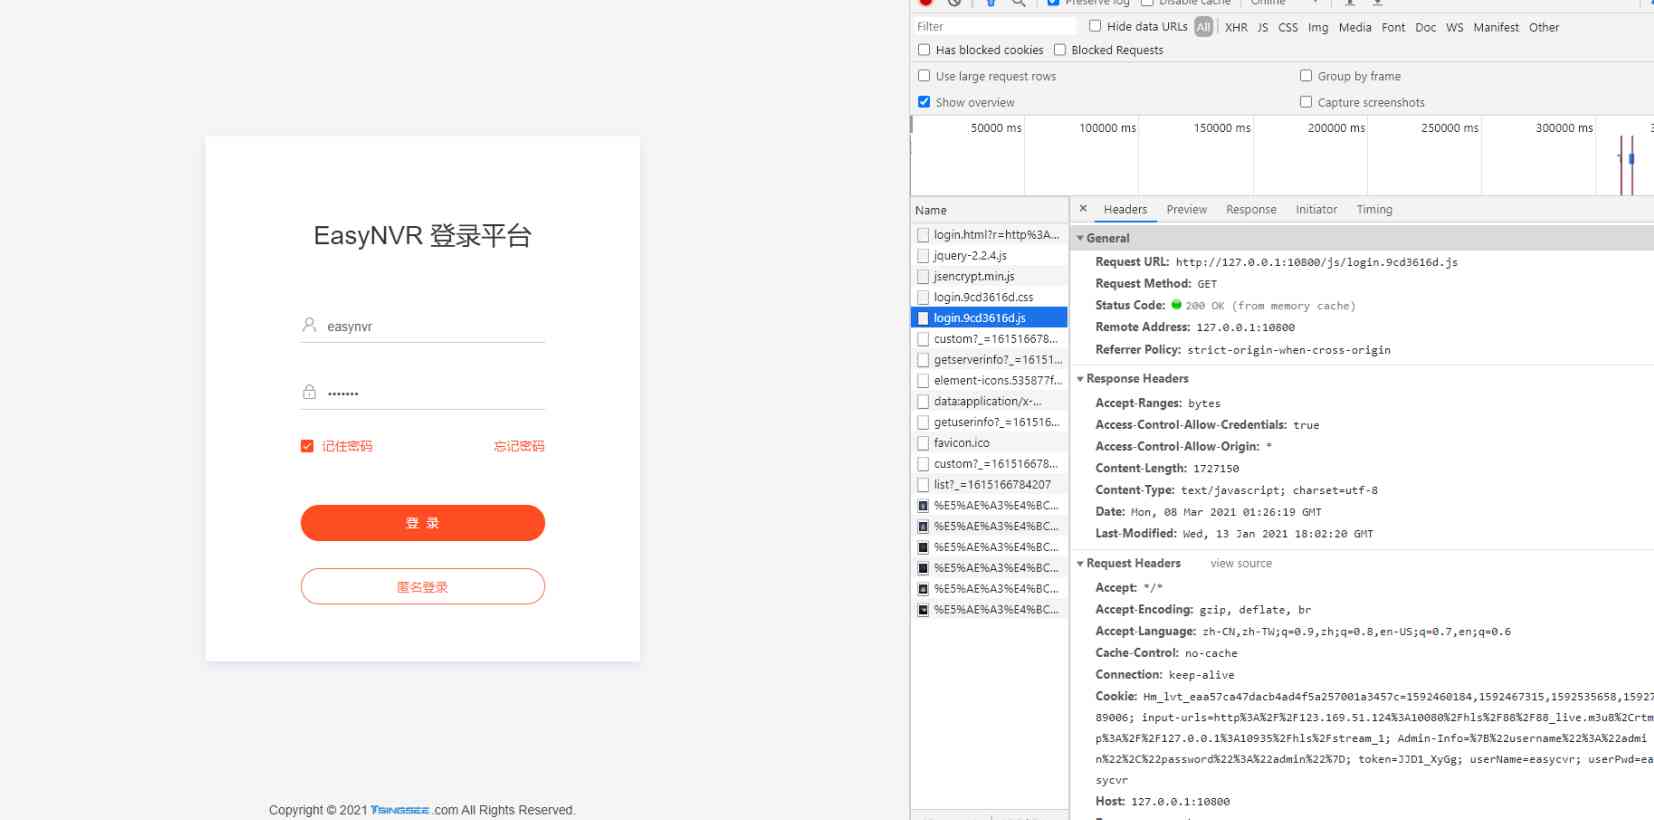 EasyNVR 登录平台
easynvr
•••••••
记住密码
忘记密码
登 录
匿名登录
Copyright © 2021 TSINGSEE.com All Rights Reserved.
Preserve log Disable cache Online
Filter Hide data URLs All XHR JS CSS Img Media Font Doc WS Manifest Other
Has blocked cookies Blocked Requests
Use large request rows Group by frame
Show overview Capture screenshots
50000 ms 100000 ms 150000 ms 200000 ms 250000 ms 300000 ms
Name
login.html?r=http%3A...
jquery-2.2.4.js
jsencrypt.min.js
login.9cd3616d.css
login.9cd3616d.js
custom?_=161516678...
getserverinfo?_=16151...
element-icons.535877f...
data:application/x-...
getuserinfo?_=161516...
favicon.ico
custom?_=161516678...
list?_=1615166784207
%E5%AE%A3%E4%BC...
%E5%AE%A3%E4%BC...
%E5%AE%A3%E4%BC...
%E5%AE%A3%E4%BC...
%E5%AE%A3%E4%BC...
%E5%AE%A3%E4%BC...
× Headers Preview Response Initiator Timing
General
Request URL: http://127.0.0.1:10800/js/login.9cd3616d.js
Request Method: GET
Status Code: 200 OK (from memory cache)
Remote Address: 127.0.0.1:10800
Referrer Policy: strict-origin-when-cross-origin
Response Headers
Accept-Ranges: bytes
Access-Control-Allow-Credentials: true
Access-Control-Allow-Origin: *
Content-Length: 1727150
Content-Type: text/javascript; charset=utf-8
Date: Mon, 08 Mar 2021 01:26:19 GMT
Last-Modified: Wed, 13 Jan 2021 18:02:20 GMT
Request Headers view source
Accept: */*
Accept-Encoding: gzip, deflate, br
Accept-Language: zh-CN,zh-TW;q=0.9,zh;q=0.8,en-US;q=0.7,en;q=0.6
Cache-Control: no-cache
Connection: keep-alive
Cookie: Hm_lvt_eaa57ca47dacb4ad4f5a257001a3457c=1592460184,1592467315,1592535658,15927
89006; input-urls=http%3A%2F%2F123.169.51.124%3A10080%2Fhls%2F88%2F88_live.m3u8%2Crtm
p%3A%2F%2F127.0.0.1%3A10935%2Fhls%2Fstream_1; Admin-Info=%7B%22username%22%3A%22admi
n%22%2C%22password%22%3A%22admin%22%7D; token=JJD1_XyGg; userName=easycvr; userPwd=ea
sycvr
Host: 127.0.0.1:10800